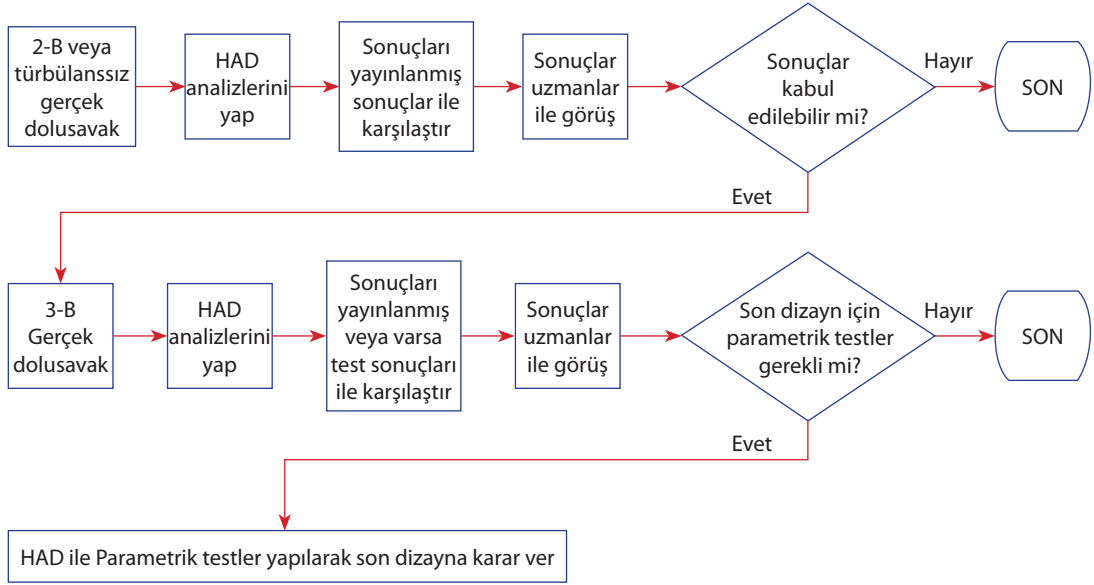 2-B veya
türbülanssız
gerçek
dolusavak
HAD
analizlerini
yap
Sonuçları
yayınlanmış
sonuçlar ile
karşılaştır
Sonuçlar
uzmanlar
ile görüş
Sonuçlar
kabul
edilebilir mi?
Hayır
SON
Evet
3-B
Gerçek
dolusavak
HAD
analizlerini
yap
Sonuçları
yayınlanmış
veya varsa
test sonuçları
ile karşılaştır
Sonuçlar
uzmanlar
ile görüş
Son dizayn için
parametrik testler
gerekli mi?
Hayır
SON
Evet
HAD ile Parametrik testler yapılarak son dizayna karar ver